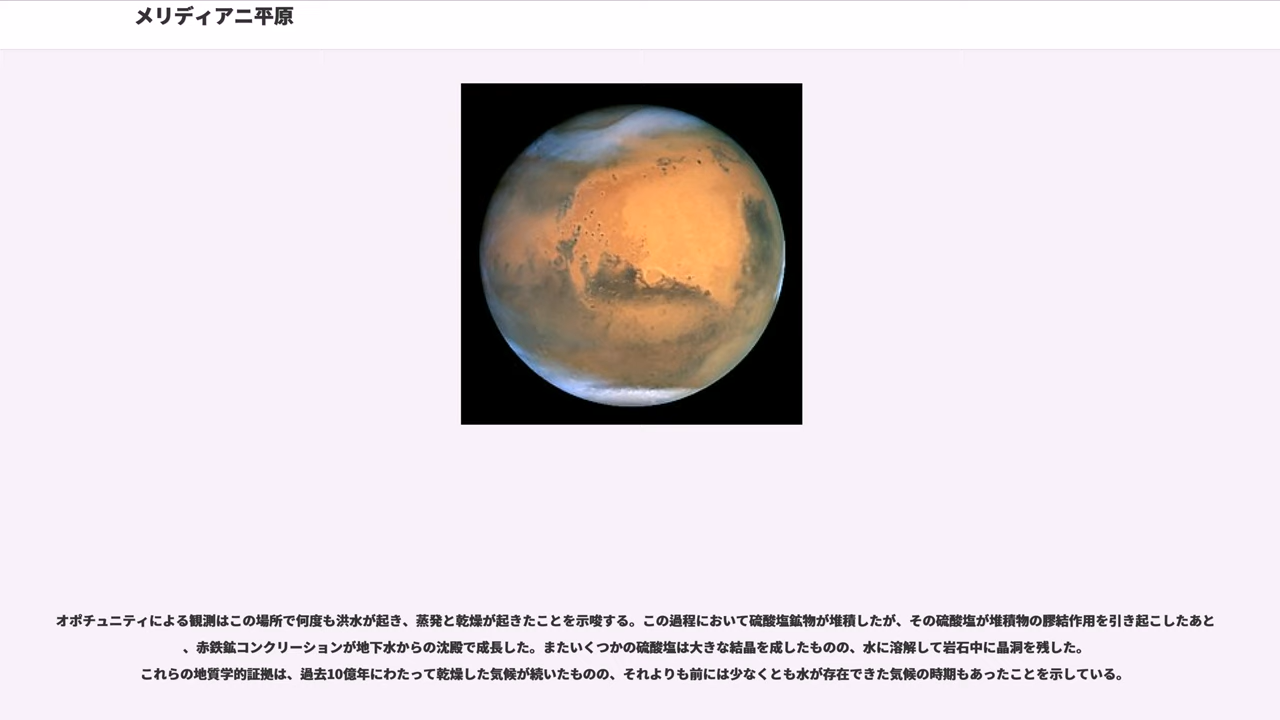 メリディアニ平原
オポチュニティによる観測はこの場所で何度も洪水が起き、蒸発と乾燥が起きたことを示唆する。この過程において硫酸塩鉱物が堆積したが、その硫酸塩が堆積物の膠結作用を引き起こしたあと
、赤鉄鉱コンクリーションが地下水からの沈殿で成長した。またいくつかの硫酸塩は大きな結晶を成したものの、水に溶解して岩石中に晶洞を残した。
これらの地質学的証拠は、過去10億年にわたって乾燥した気候が続いたものの、それよりも前には少なくとも水が存在できた気候の時期もあったことを示している。